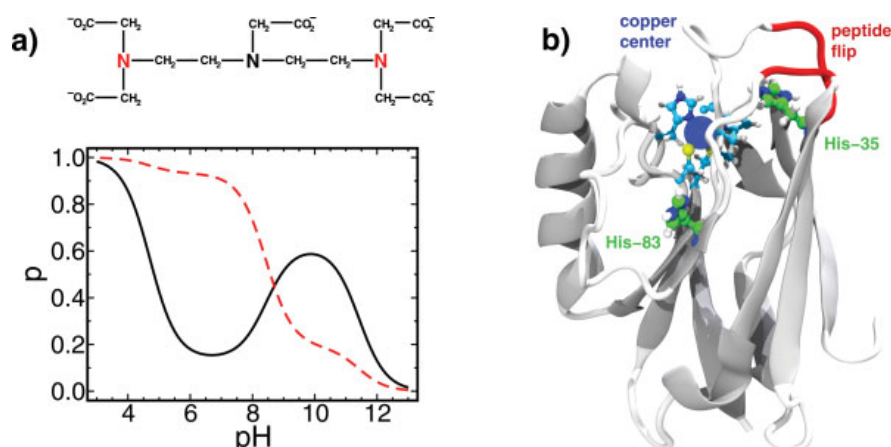 a)
⁻O₂C—CH₂ CH₂—CO₂⁻ CH₂—CO₂⁻
N—CH₂—CH₂—N—CH₂—CH₂—N
⁻O₂C—CH₂ CH₂—CO₂⁻
1.0
0.8
0.6
0.4
0.2
0.0
p
4 6 8 10 12
pH
b)
copper
center
peptide
flip
His–35
His–83